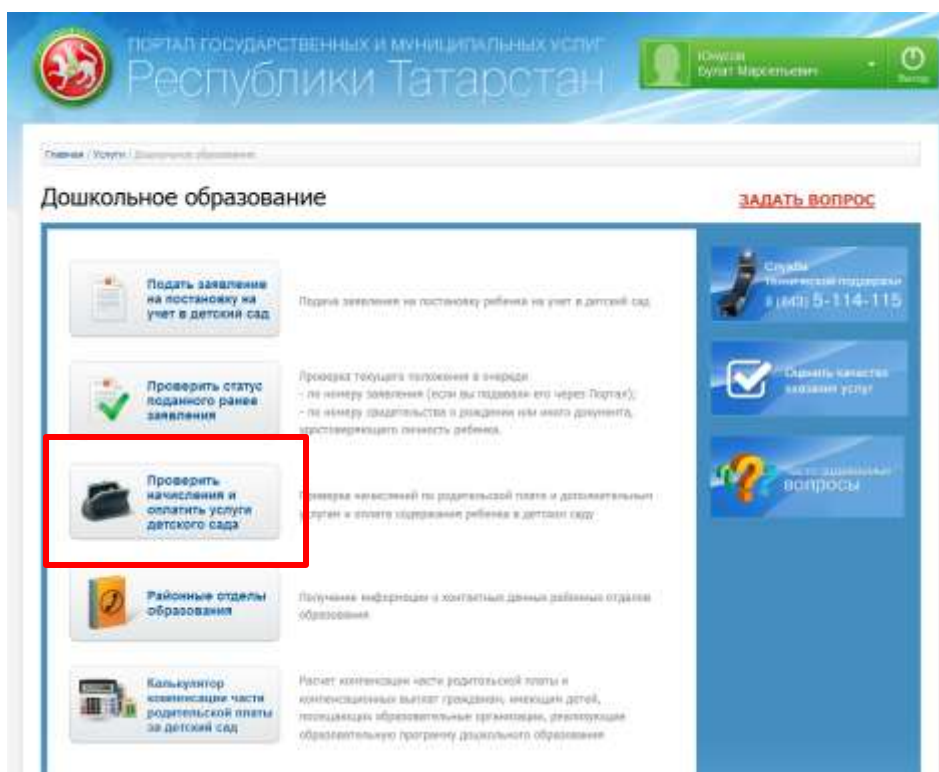 ПОРТАЛ ГОСУДАРСТВЕННЫХ И МУНИЦИПАЛЬНЫХ УСЛУГ
Республики Татарстан
Юнусов
Булат Марсельевич
Выход
Главная / Услуги / Дошкольное образование
Дошкольное образование
ЗАДАТЬ ВОПРОС
Подать заявление
на постановку на
учет в детский сад
Подача заявления на постановку ребенка на учет в детский сад
Служба
технической поддержки
8 (843) 5-114-115
Проверить статус
поданного ранее
заявления
Проверка текущего положения в очереди
- по номеру заявления (если вы подавали его через Портал);
- по номеру свидетельства о рождении или иного документа,
удостоверяющего личность ребенка.
Оценить качество
оказания услуг
Проверить
начисления и
оплатить услуги
детского сада
Проверка начислений по родительской плате и дополнительным
услугам и оплата содержания ребенка в детском саду
Часто задаваемые
вопросы
Районные отделы
образования
Получение информации о контактных данных районных отделов
образования
Калькулятор
компенсации части
родительской платы
за детский сад
Расчет компенсации части родительской платы и
компенсационных выплат гражданам, имеющим детей,
посещающих образовательные организации, реализующие
образовательную программу дошкольного образования